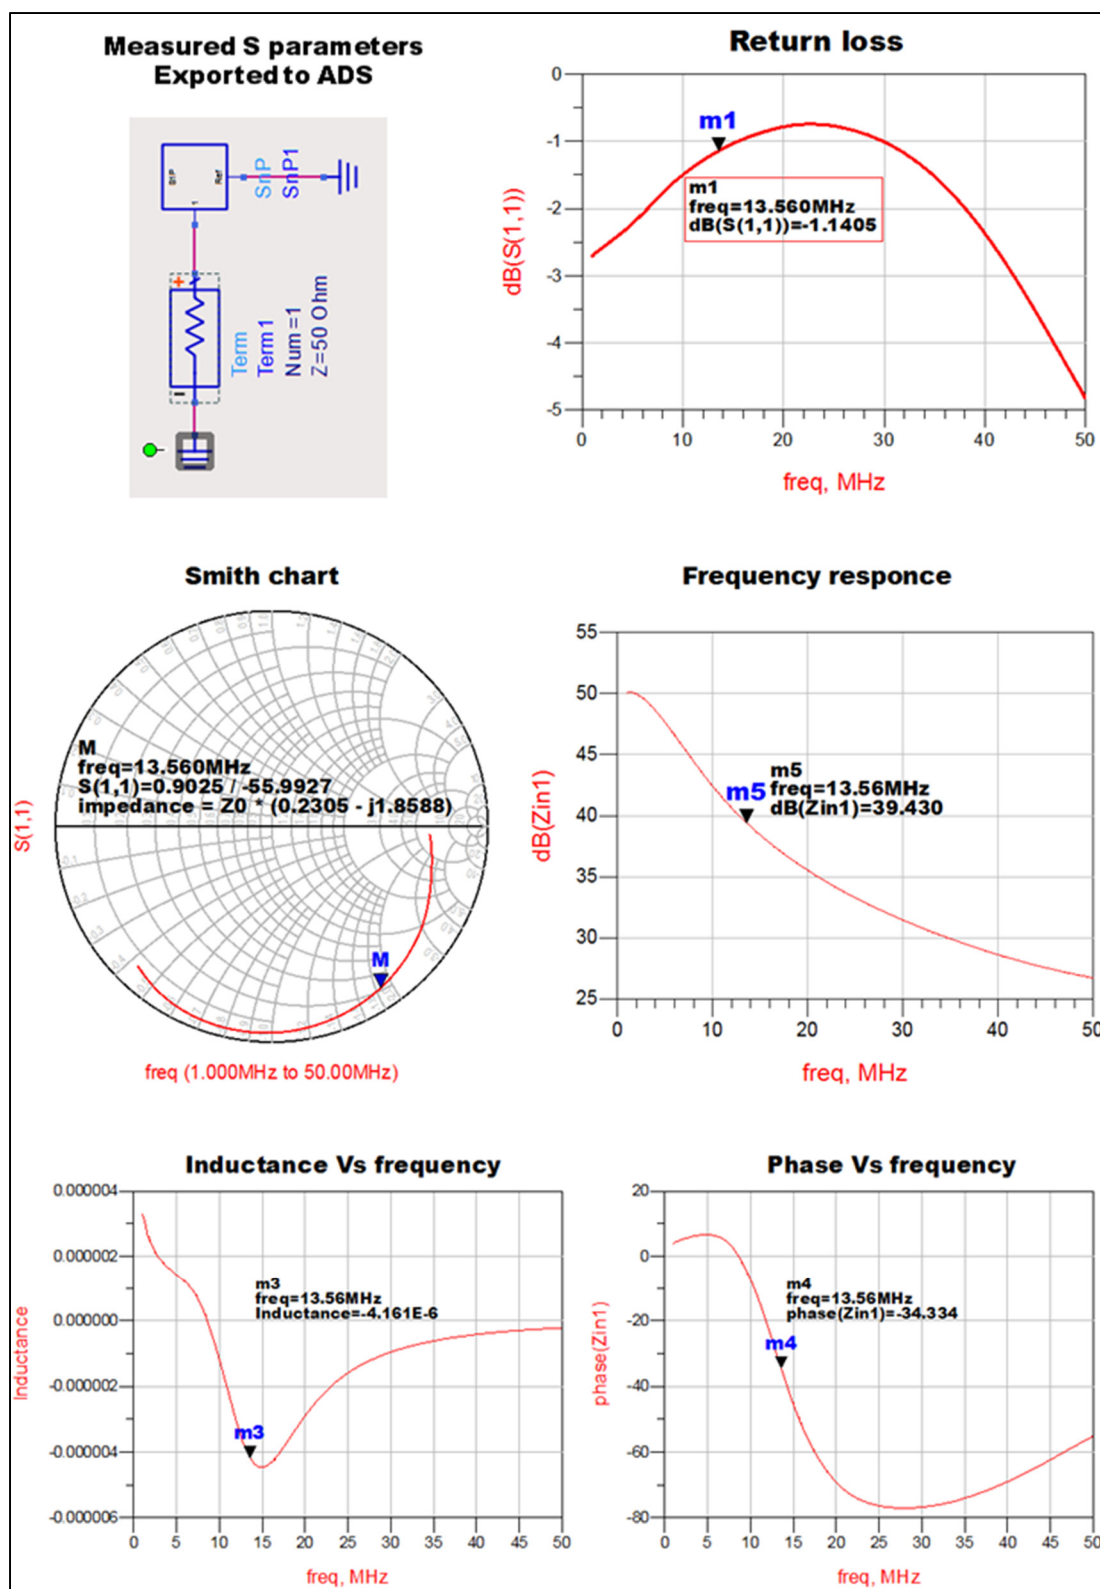 Measured S parameters
Exported to ADS
S1P
Ref
1
SnP
SnP1
Term
Term1
Num=1
Z=50 Ohm
Return loss
m1
m1
freq=13.560MHz
dB(S(1,1))=-1.1405
dB(S(1,1))
0
-1
-2
-3
-4
-5
0 10 20 30 40 50
freq, MHz
Smith chart
M
freq=13.560MHz
S(1,1)=0.9025 / -55.9927
impedance = Z0 * (0.2305 - j1.8588)
M
S(1,1)
freq (1.000MHz to 50.00MHz)
Frequency responce
m5
m5
freq=13.56MHz
dB(Zin1)=39.430
dB(Zin1)
55
50
45
40
35
30
25
0 10 20 30 40 50
freq, MHz
Inductance Vs frequency
m3
freq=13.56MHz
Inductance=-4.161E-6
m3
Inductance
0.000004
0.000002
0.000000
-0.000002
-0.000004
-0.000006
0 5 10 15 20 25 30 35 40 45 50
freq, MHz
Phase Vs frequency
m4
freq=13.56MHz
phase(Zin1)=-34.334
m4
phase(Zin1)
20
0
-20
-40
-60
-80
0 5 10 15 20 25 30 35 40 45 50
freq, MHz